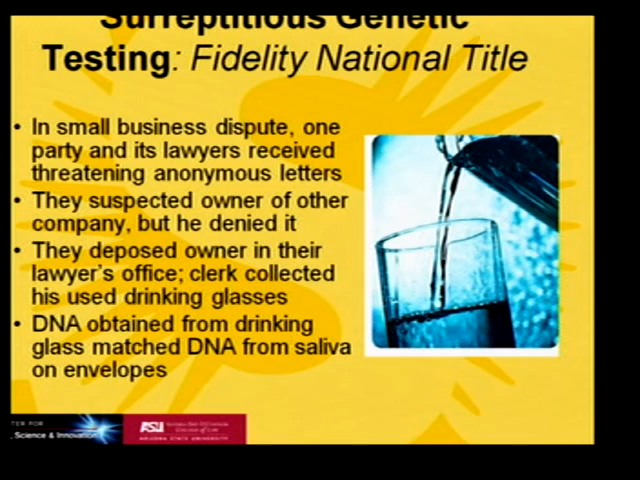 Surreptitious Genetic
Testing: Fidelity National Title
• In small business dispute, one
party and its lawyers received
threatening anonymous letters
• They suspected owner of other
company, but he denied it
• They deposed owner in their
lawyer's office; clerk collected
his used drinking glasses
• DNA obtained from drinking
glass matched DNA from saliva
on envelopes
TER FOR
, Science & Innovation
ASU
ARIZONA STATE UNIVERSITY